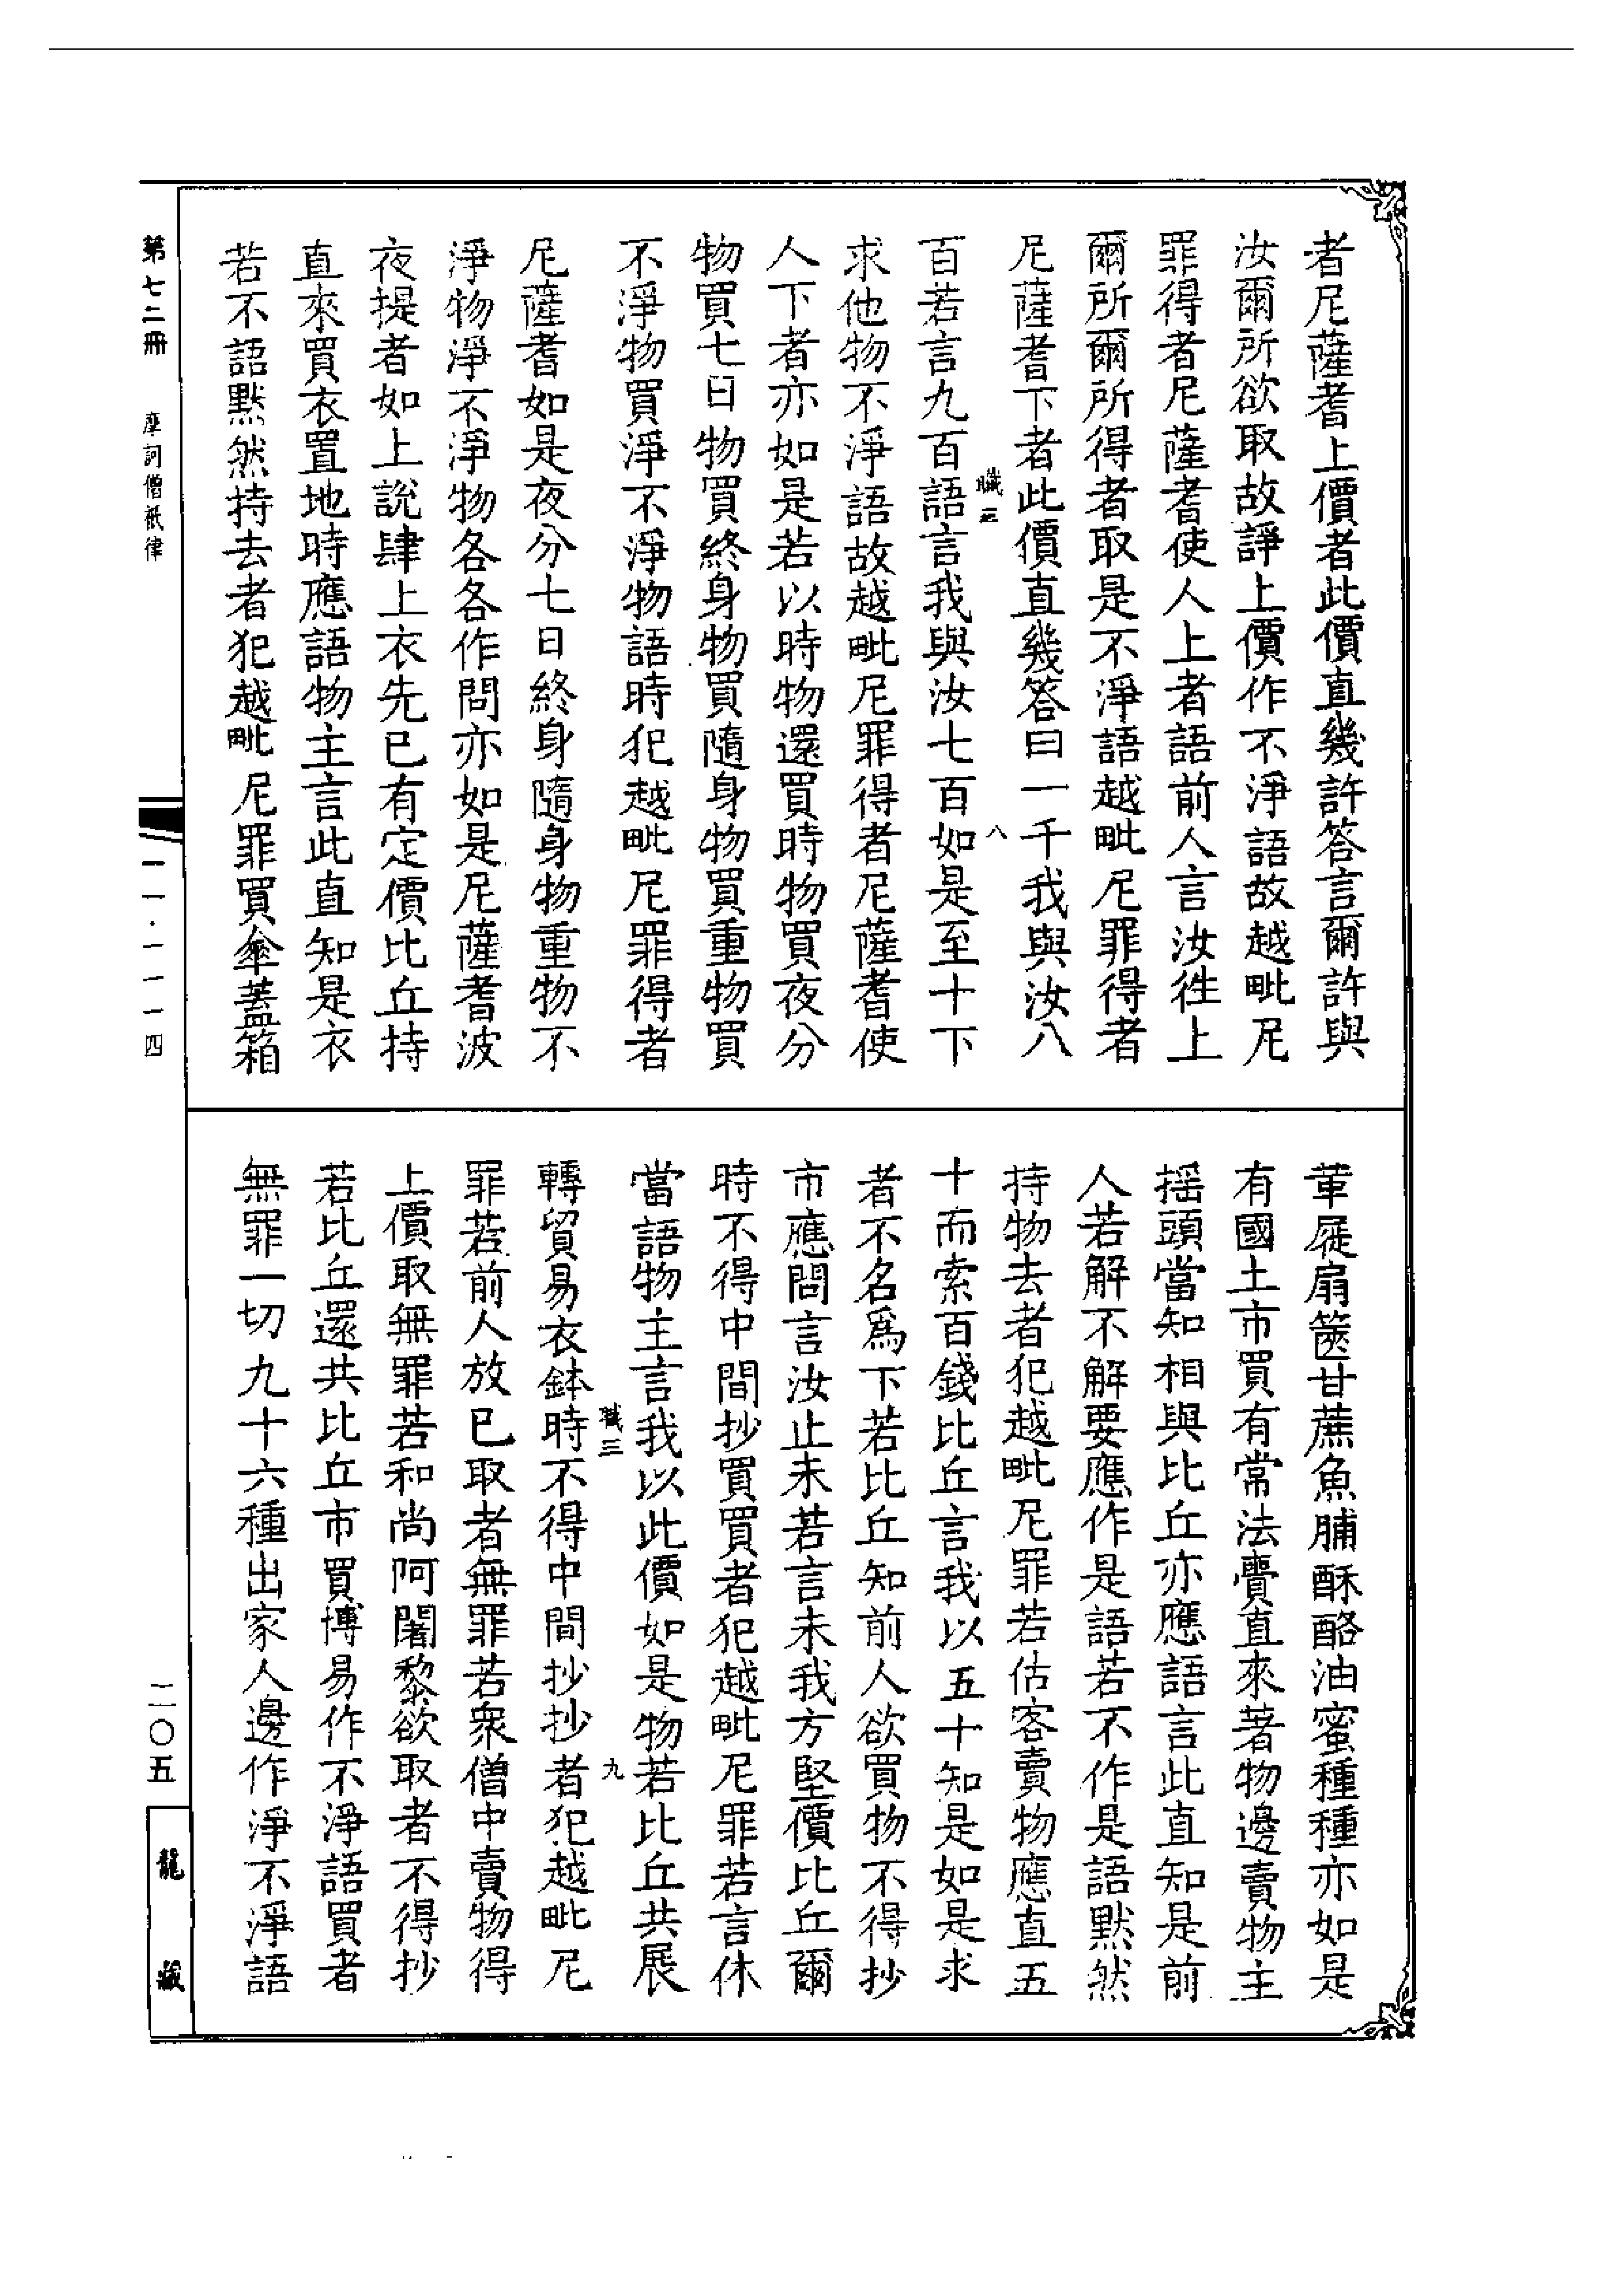 者尼薩耆上價者此價直幾許答言爾許與
汝爾所欲取故諍上價作不淨語故越毗尼
罪得者尼薩耆使人上者語前人言汝徃上
爾所爾所得者取是不淨語越毗尼罪得者
尼薩耆下者此價直幾答曰一千我與汝八
職三 八
百若言九百語言我與汝七百如是至十下
求他物不淨語故越毗尼罪得者尼薩耆使
人下者亦如是若以時物還買時物買夜分
物買七日物買終身物買隨身物買重物買
不淨物買淨不淨物語時犯越毗尼罪得者
尼薩耆如是夜分七日終身隨身物重物不
淨物淨不淨物各各作問亦如是尼薩耆波
夜提者如上說肆上衣先已有定價比丘持
直來買衣置地時應語物主言此直知是衣
若不語默然持去者犯越毗尼罪買傘蓋箱
革屣扇篋甘蔗魚脯酥酪油蜜種種亦如是
有國土市買有常法賣直來著物邊賣物主
搖頭當知相與比丘亦應語言此直知是前
人若解不解要應作是語若不作是語默然
持物去者犯越毗尼罪若估客賣物應直五
十而索百錢比丘言我以五十知是如是求
者不名爲下若比丘知前人欲買物不得抄
市應問言汝止未若言未我方堅價比丘爾
時不得中間抄買買者犯越毗尼罪若言休
當語物主言我以此價如是物若比丘共展
職三 九
轉貿易衣鉢時不得中間抄抄者犯越毗尼
罪若前人放已取者無罪若衆僧中賣物得
上價取無罪若和尚阿闍黎欲取者不得抄
若比丘還共比丘市買博易作不淨語買者
無罪一切九十六種出家人邊作淨不淨語
第七二冊 摩訶僧祇律
一一·一一一四
二〇五
龍藏